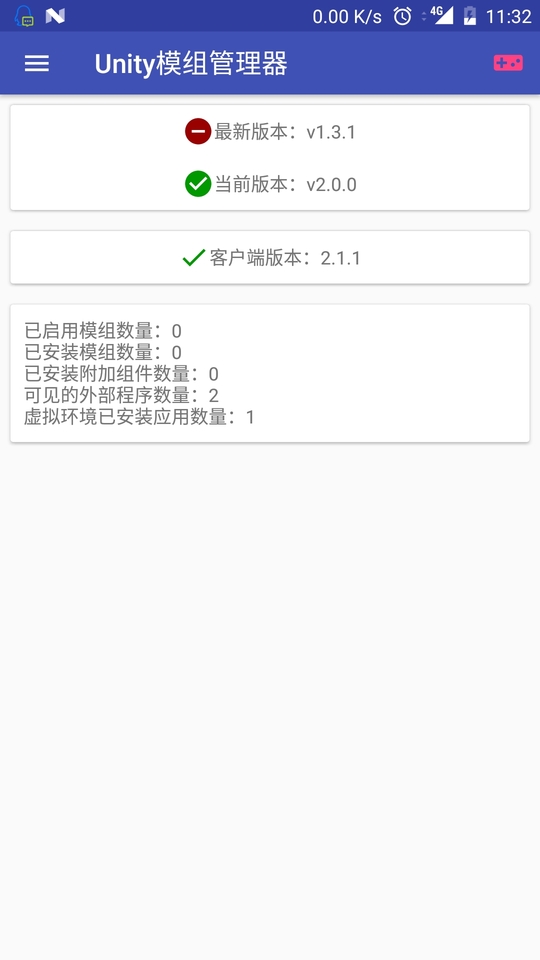 0.00 K/s 4G 11:32
Unity模组管理器
最新版本：v1.3.1
当前版本：v2.0.0
客户端版本：2.1.1
已启用模组数量：0
已安装模组数量：0
已安装附加组件数量：0
可见的外部程序数量：2
虚拟环境已安装应用数量：1